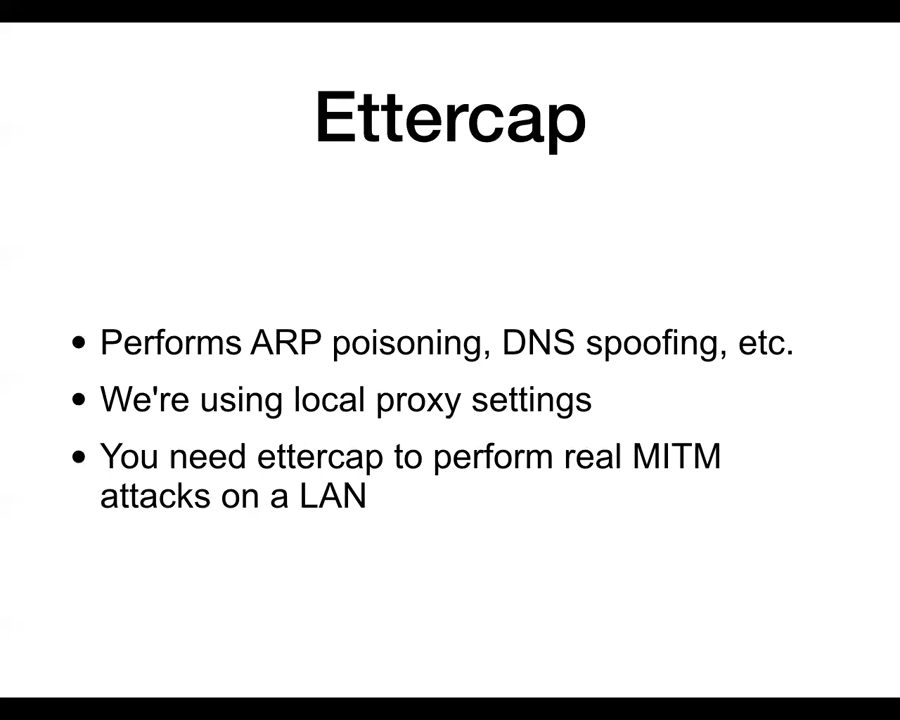 Ettercap
• Performs ARP poisoning, DNS spoofing, etc.
• We're using local proxy settings
• You need ettercap to perform real MITM
attacks on a LAN